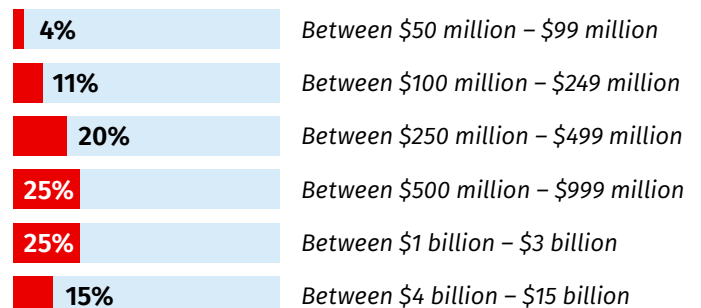 4% Between $50 million – $99 million
11% Between $100 million – $249 million
20% Between $250 million – $499 million
25% Between $500 million – $999 million
25% Between $1 billion – $3 billion
15% Between $4 billion – $15 billion